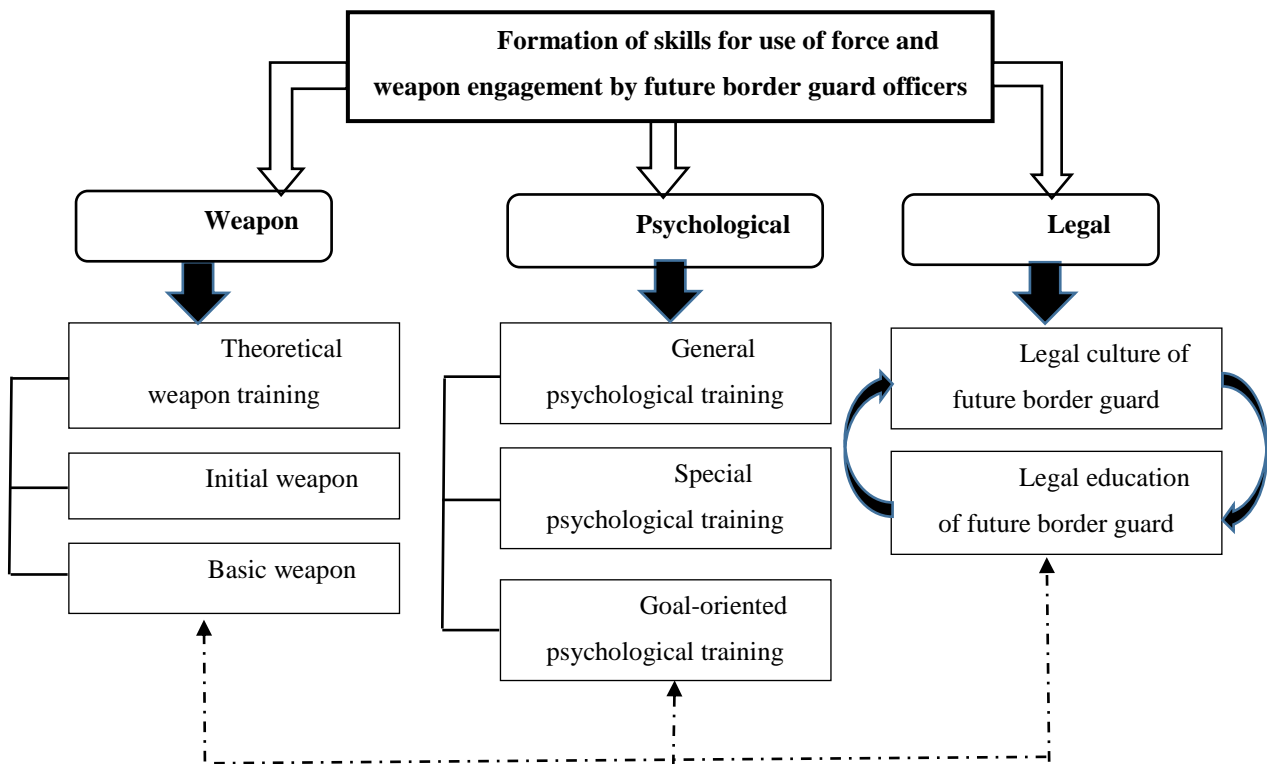 Formation of skills for use of force and
weapon engagement by future border guard officers
Weapon
Psychological
Legal
Theoretical
weapon training
Initial weapon
Basic weapon
General
psychological training
Special
psychological training
Goal-oriented
psychological training
Legal culture of
future border guard
Legal education
of future border guard